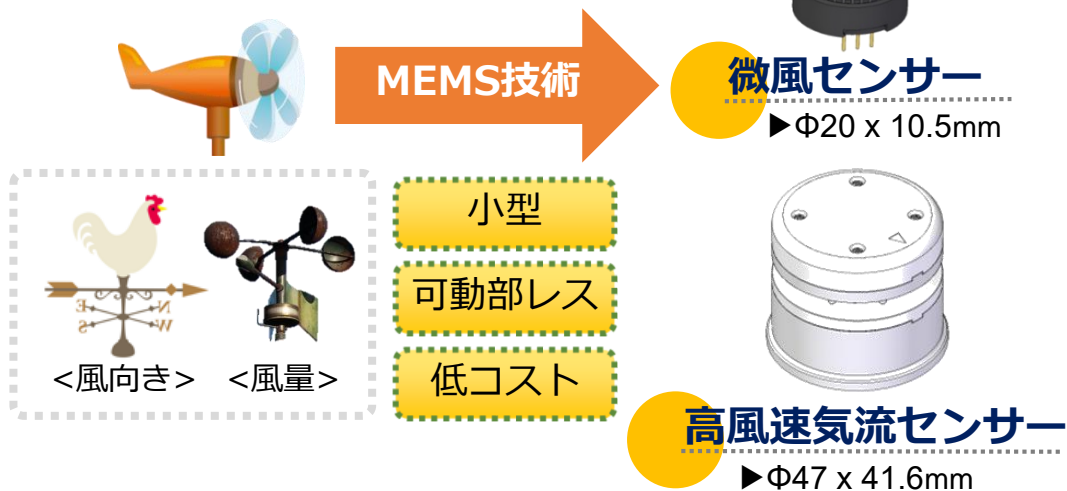 MEMS技術
微風センサー
▶Φ20 x 10.5mm
小型
可動部レス
低コスト
N
E
S
W
<風向き>
<風量>
高風速気流センサー
▶Φ47 x 41.6mm